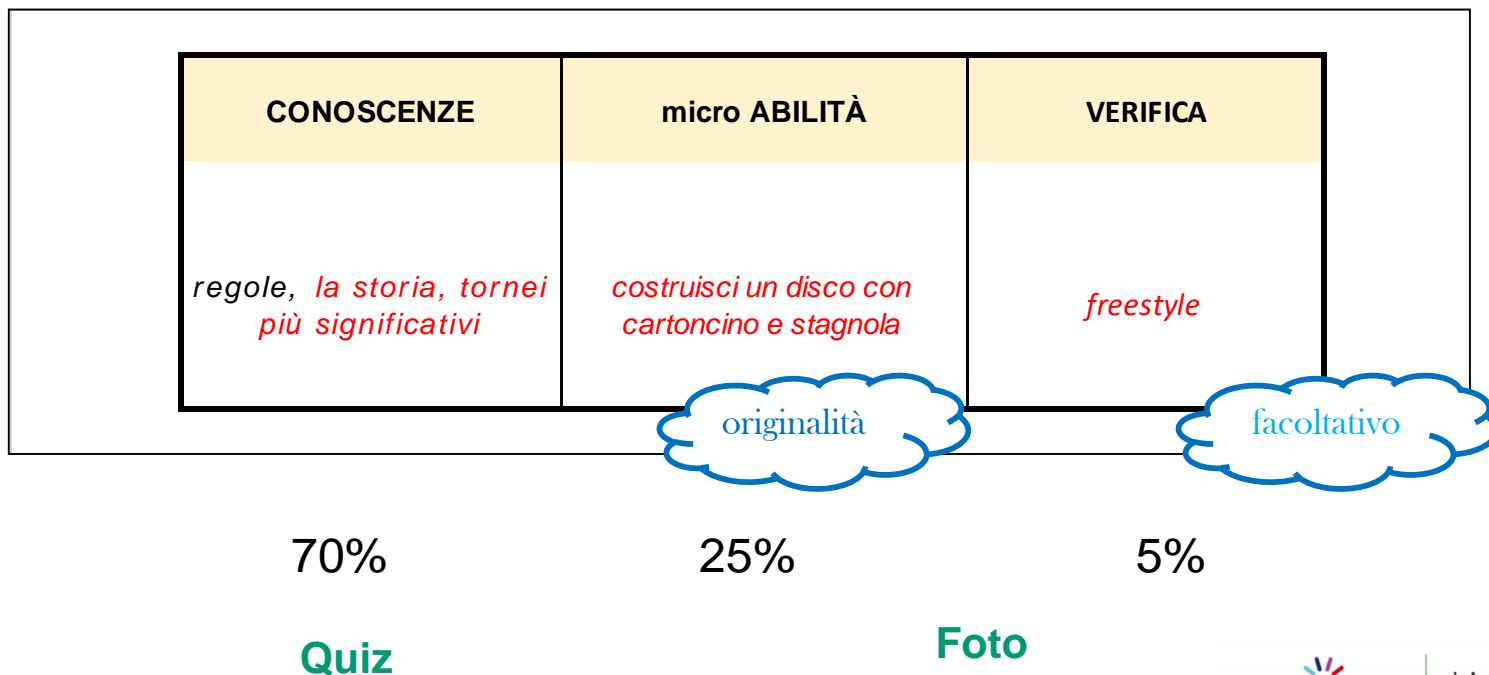 CONOSCENZE
micro ABILITÀ
VERIFICA
regole, la storia, tornei
più significativi
costruisci un disco con
cartoncino e stagnola
freestyle
originalità
facoltativo
70%
25%
5%
Quiz
Foto